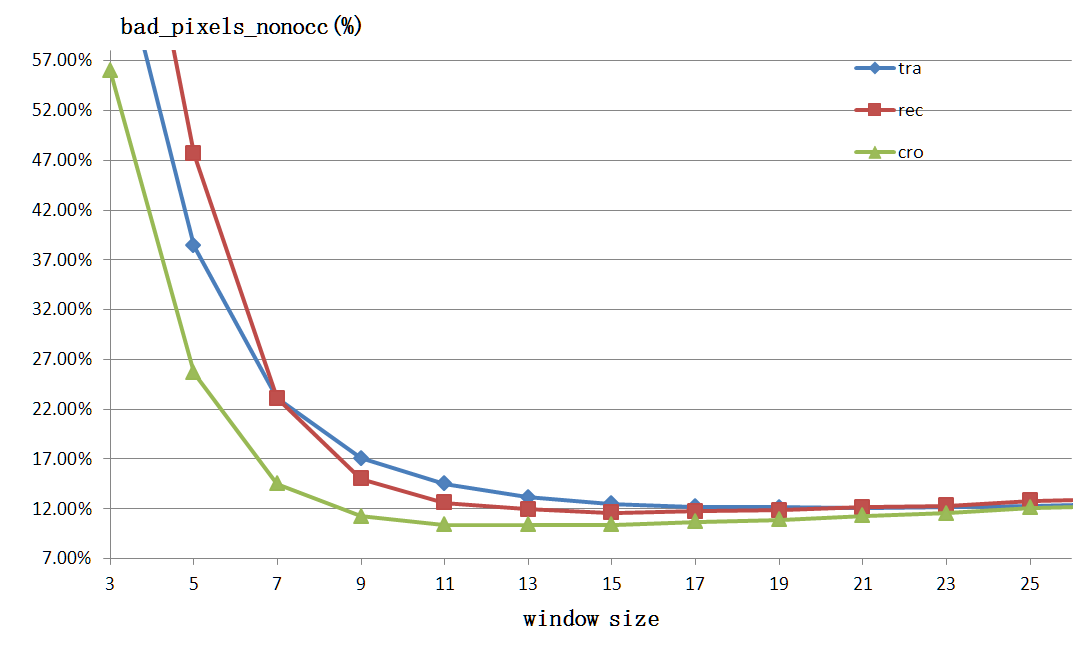 bad_pixels_nonocc(%)
57.00%
52.00%
47.00%
42.00%
37.00%
32.00%
27.00%
22.00%
17.00%
12.00%
7.00%
tra
rec
cro
3 5 7 9 11 13 15 17 19 21 23 25
window size